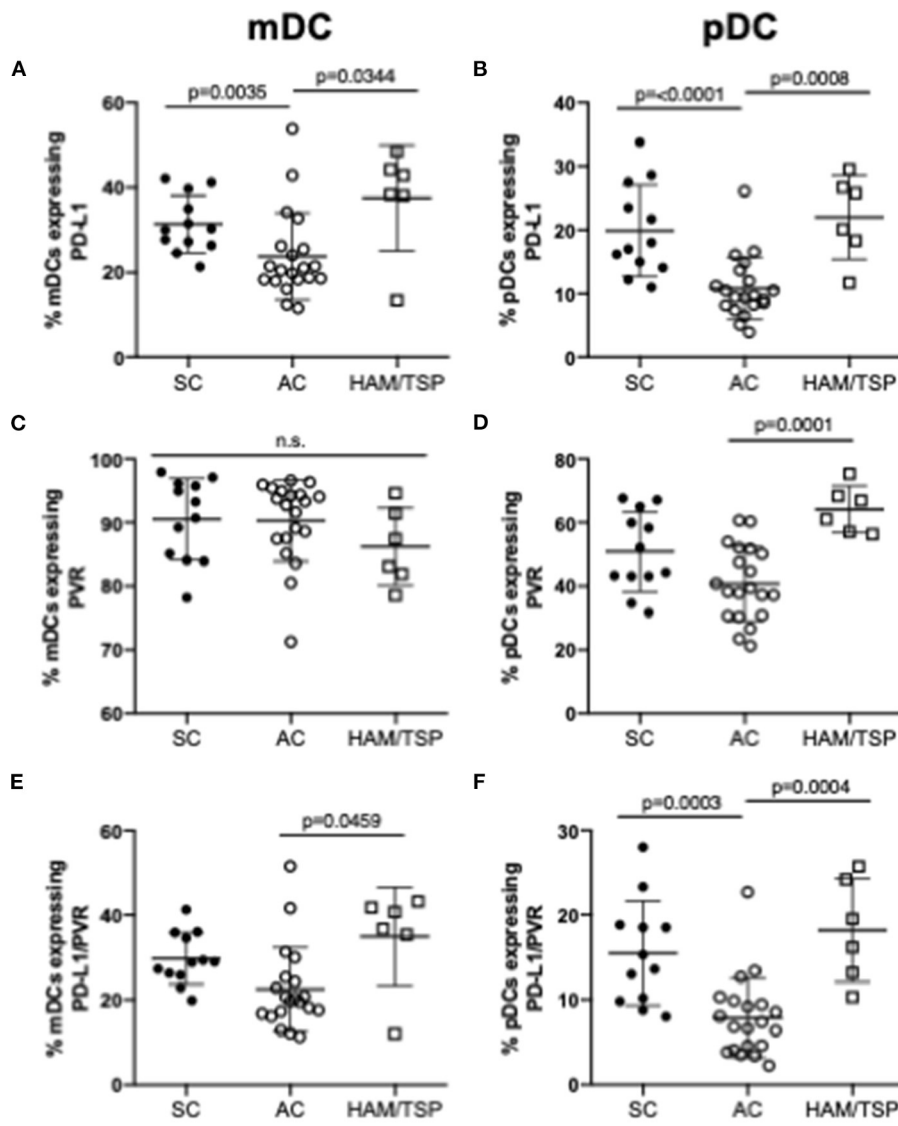 mDC
pDC
A
p=0.0035
p=0.0344
60
40
20
0
% mDCs expressing
PD-L1
SC
AC
HAM/TSP
B
p=<0.0001
p=0.0008
40
30
20
10
0
% pDCs expressing
PD-L1
SC
AC
HAM/TSP
C
n.s.
100
90
80
70
60
% mDCs expressing
PVR
SC
AC
HAM/TSP
D
p=0.0001
80
60
40
20
0
% pDCs expressing
PVR
SC
AC
HAM/TSP
E
p=0.0459
60
40
20
0
% mDCs expressing
PD-L1/PVR
SC
AC
HAM/TSP
F
p=0.0003
p=0.0004
30
20
10
0
% pDCs expressing
PD-L1/PVR
SC
AC
HAM/TSP